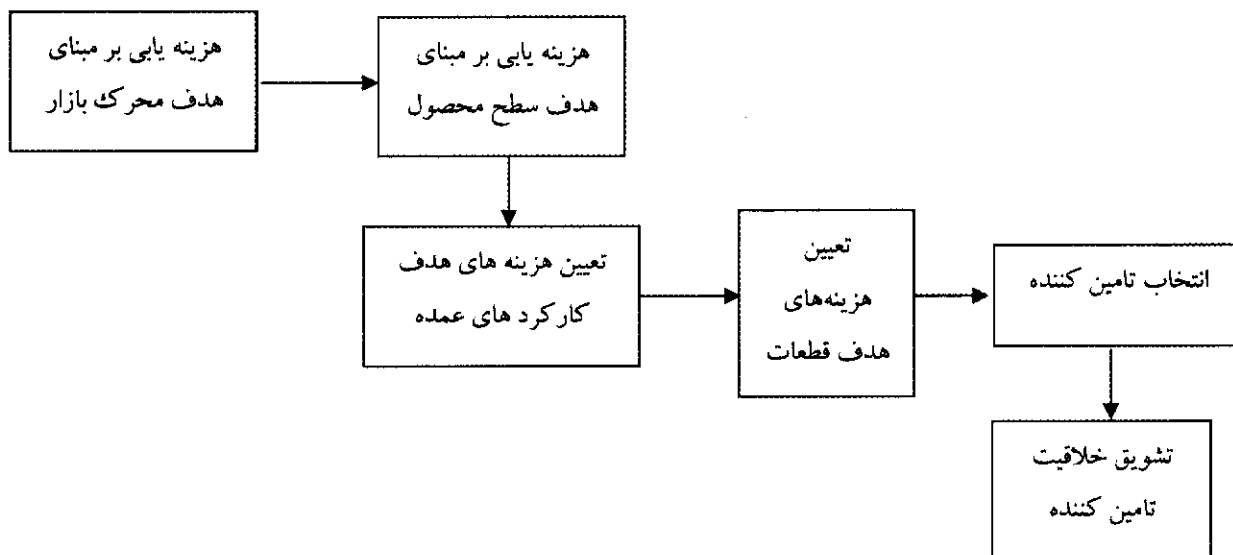 هزینه یابی بر مبنای
هدف محرک بازار
هزینه یابی بر مبنای
هدف سطح محصول
تعیین هزینه های هدف
کارکرد های عمده
تعیین
هزینه‌های
هدف قطعات
انتخاب تامین کننده
تشویق خلاقیت
تامین کننده